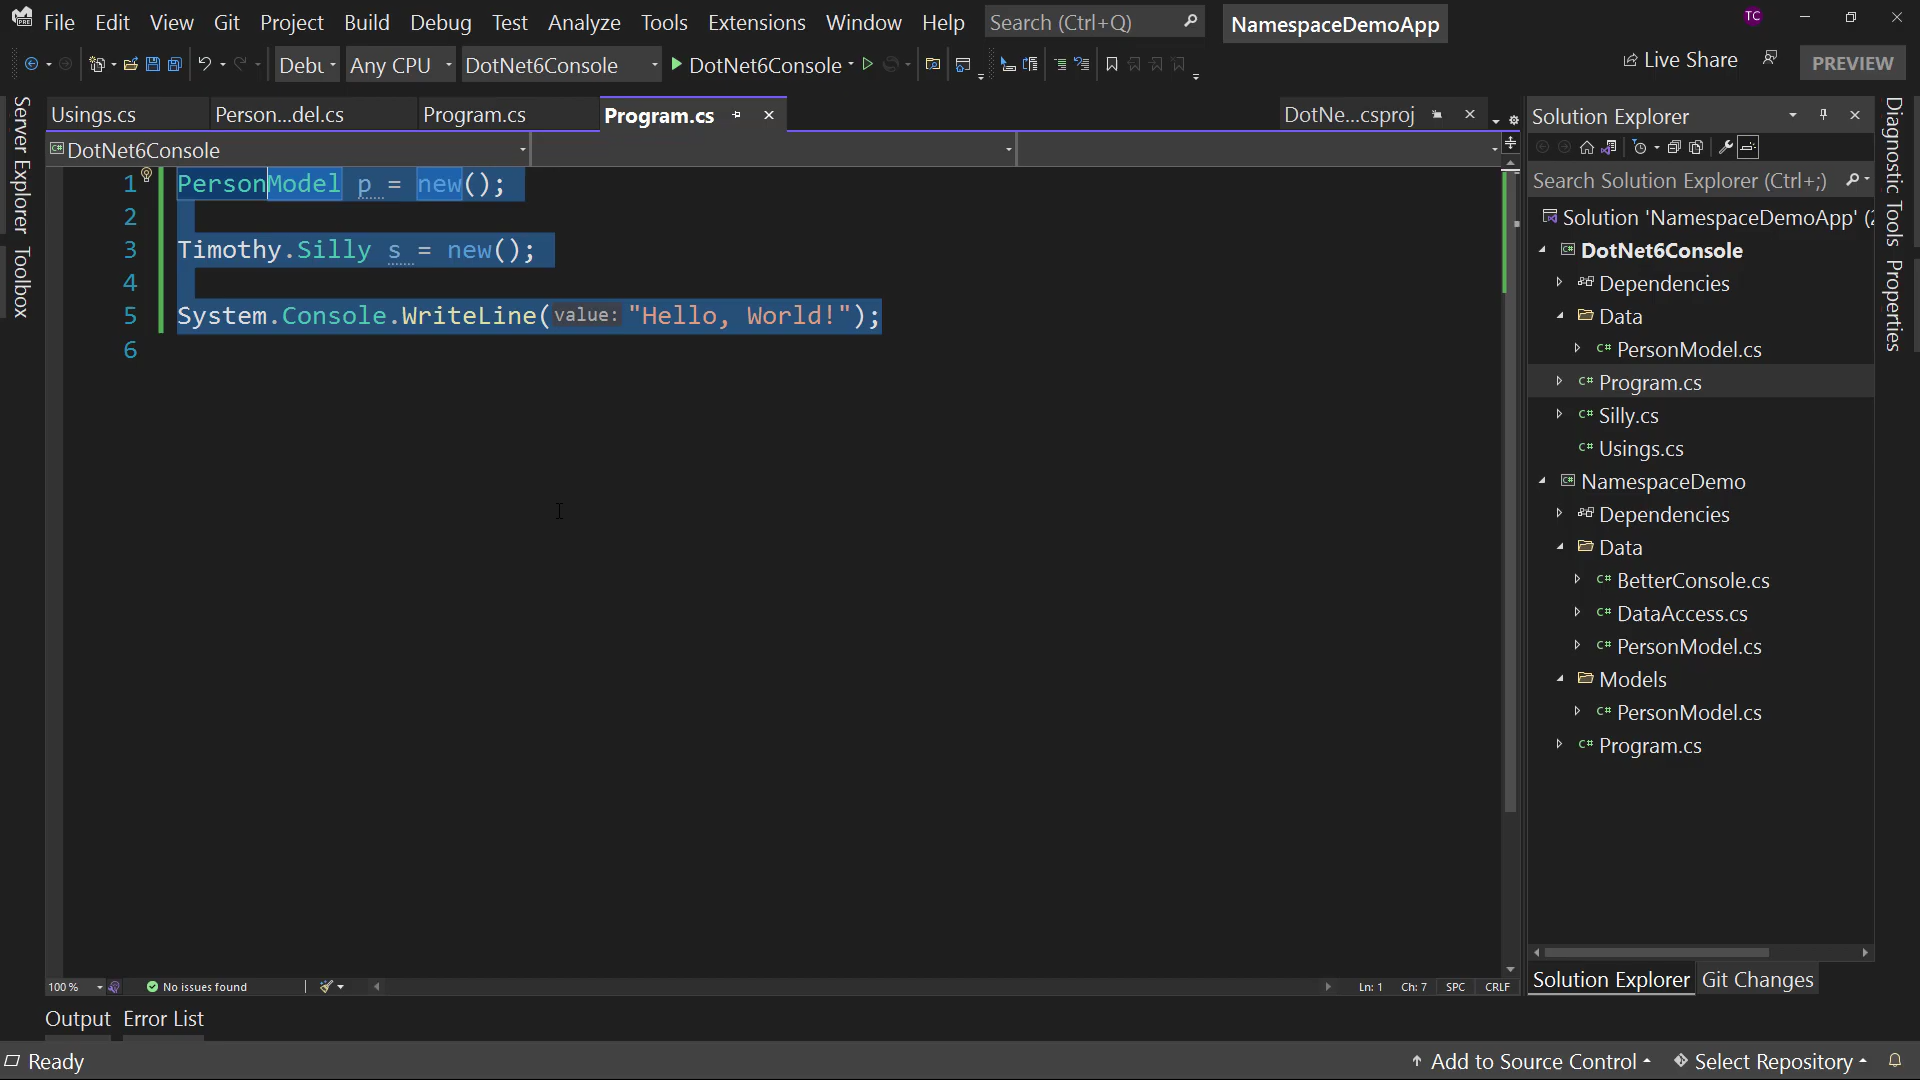 File Edit View Git Project Build Debug Test Analyze Tools Extensions Window Help Search (Ctrl+Q) NamespaceDemoApp TC
Debu Any CPU DotNet6Console DotNet6Console Live Share PREVIEW
Server Explorer
Toolbox
Usings.cs Person...del.cs Program.cs Program.cs DotNe...csproj
DotNet6Console
1 PersonModel p = new();
2
3 Timothy.Silly s = new();
4
5 System.Console.WriteLine(value: "Hello, World!");
6
100 % No issues found Ln: 1 Ch: 7 SPC CRLF
Solution Explorer
Search Solution Explorer (Ctrl+;)
Solution 'NamespaceDemoApp' (
DotNet6Console
Dependencies
Data
C# PersonModel.cs
C# Program.cs
C# Silly.cs
C# Usings.cs
NamespaceDemo
Dependencies
Data
C# BetterConsole.cs
C# DataAccess.cs
C# PersonModel.cs
Models
C# PersonModel.cs
C# Program.cs
Solution Explorer Git Changes
Diagnostic Tools
Properties
Output Error List
Ready Add to Source Control Select Repository